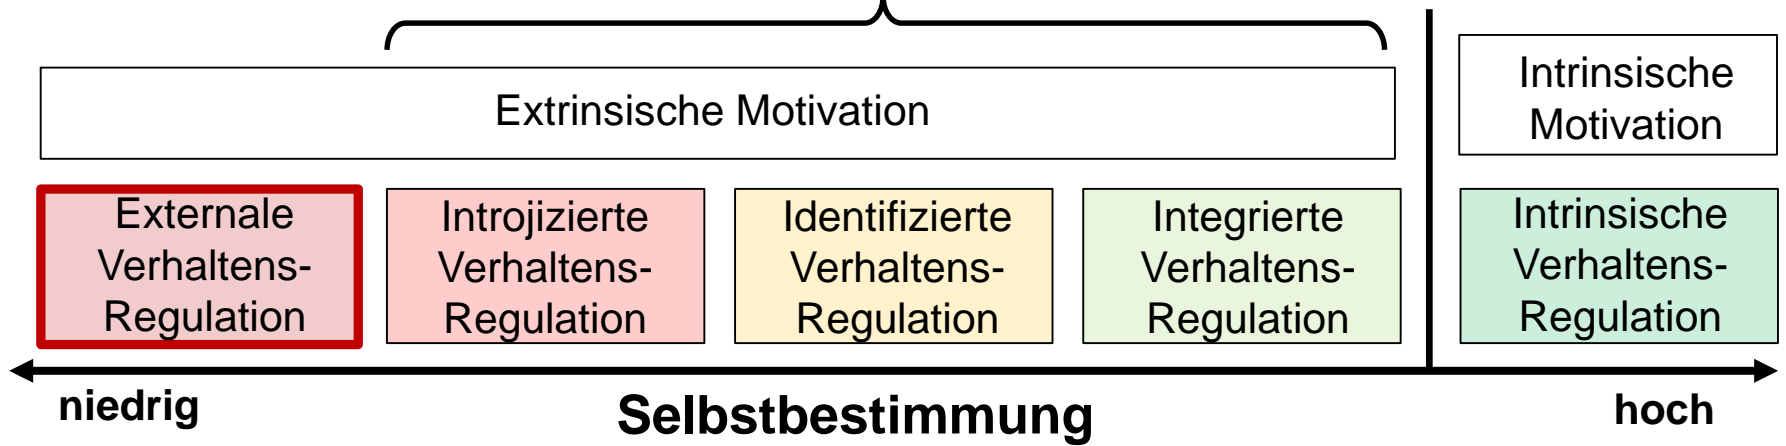 Extrinsische Motivation
Intrinsische
Motivation
Externale
Verhaltens-
Regulation
Introjizierte
Verhaltens-
Regulation
Identifizierte
Verhaltens-
Regulation
Integrierte
Verhaltens-
Regulation
Intrinsische
Verhaltens-
Regulation
niedrig
Selbstbestimmung
hoch